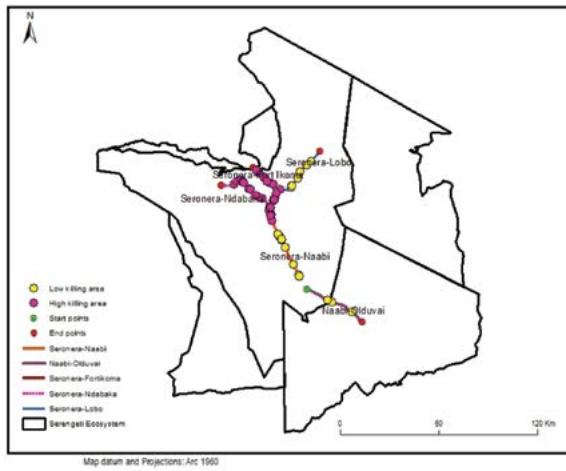 N
Seronera-Lobo
Seronera-Fort Ikoma
Seronera-Ndabaka
Seronera-Naabi
Naabi-Olduvai
Low killing area
High killing area
Start points
End points
Seronera-Naabi
Naabi-Olduvai
Seronera-Fortikoma
Seronera-Ndabaka
Seronera-Lobo
Serengeti Ecosystem
0 60 120 Km
Map datum and Projections: Arc 1960